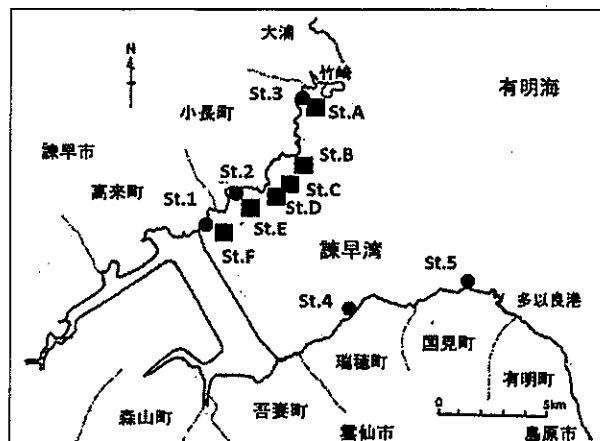 大浦
N
竹崎
有明海
St.3
St.A
小長町
St.B
諫早市
St.2
St.C
高来町
St.D
St.1
St.E
St.F
諫早湾
St.5
St.4
多以良港
国見町
瑞穂町
有明町
0
5km
森山町
吾妻町
雲仙市
島原市